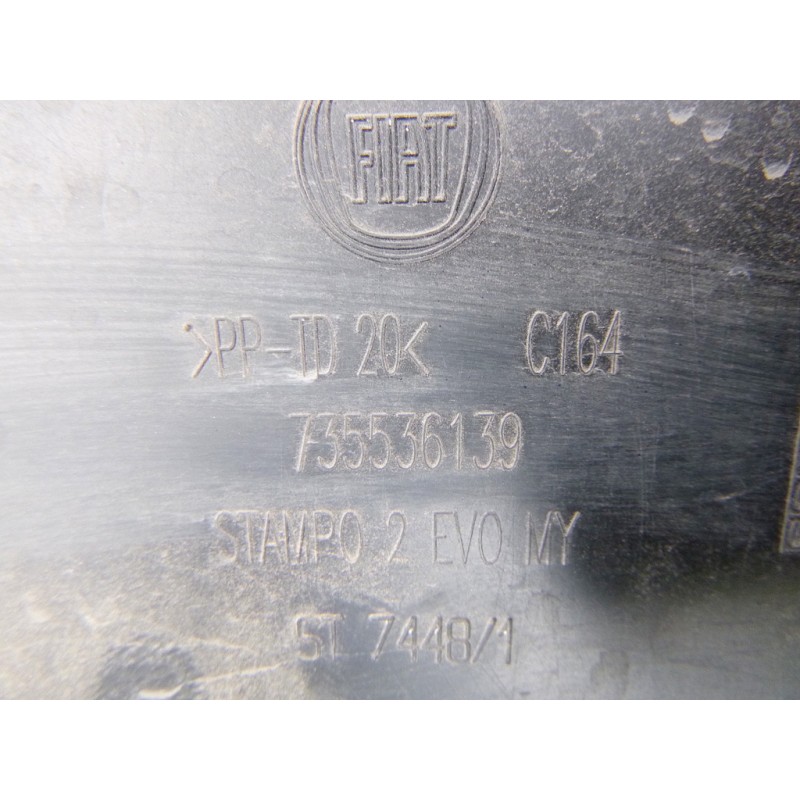 FIAT
>PP-TD 20< C164
735536139
STAMPO 2 EVO MY
ST 7448/1